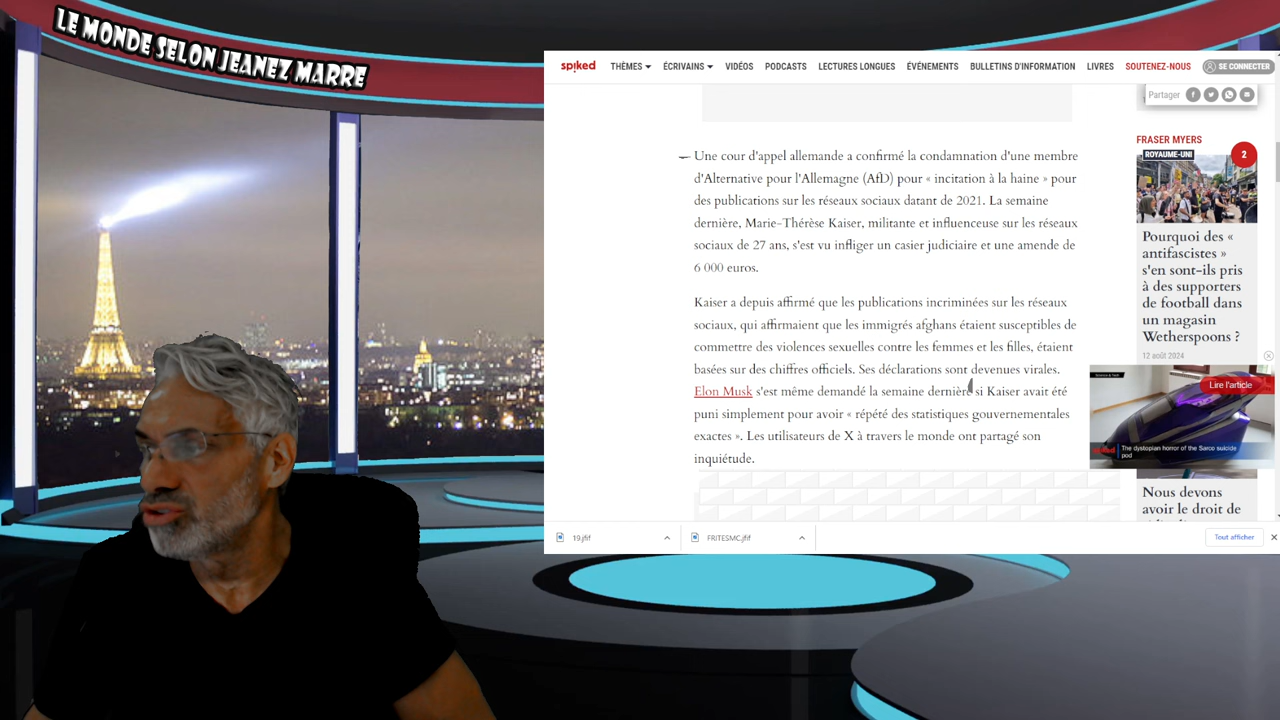 LE MONDE SELON JEANEZ MARRE
spiked
THÈMES
ÉCRIVAINS
VIDÉOS
PODCASTS
LECTURES LONGUES
ÉVÉNEMENTS
BULLETINS D'INFORMATION
LIVRES
SOUTENEZ-NOUS
SE CONNECTER
Partager
Une cour d'appel allemande a confirmé la condamnation d'une membre
d'Alternative pour l'Allemagne (AfD) pour « incitation à la haine » pour
des publications sur les réseaux sociaux datant de 2021. La semaine
dernière, Marie-Thérèse Kaiser, militante et influenceuse sur les réseaux
sociaux de 27 ans, s'est vu infliger un casier judiciaire et une amende de
6 000 euros.
Kaiser a depuis affirmé que les publications incriminées sur les réseaux
sociaux, qui affirmaient que les immigrés afghans étaient susceptibles de
commettre des violences sexuelles contre les femmes et les filles, étaient
basées sur des chiffres officiels. Ses déclarations sont devenues virales.
Elon Musk s'est même demandé la semaine dernière si Kaiser avait été
puni simplement pour avoir « répété des statistiques gouvernementales
exactes ». Les utilisateurs de X à travers le monde ont partagé son
inquiétude.
FRASER MYERS
ROYAUME-UNI
2
Pourquoi des «
antifascistes »
s'en sont-ils pris
à des supporters
de football dans
un magasin
Wetherspoons ?
12 août 2024
Science & Tech
Lire l'article
spiked
The dystopian horror of the Sarco suicide
pod
Nous devons
avoir le droit de
19.jfif
FRITESMC.jfif
Tout afficher